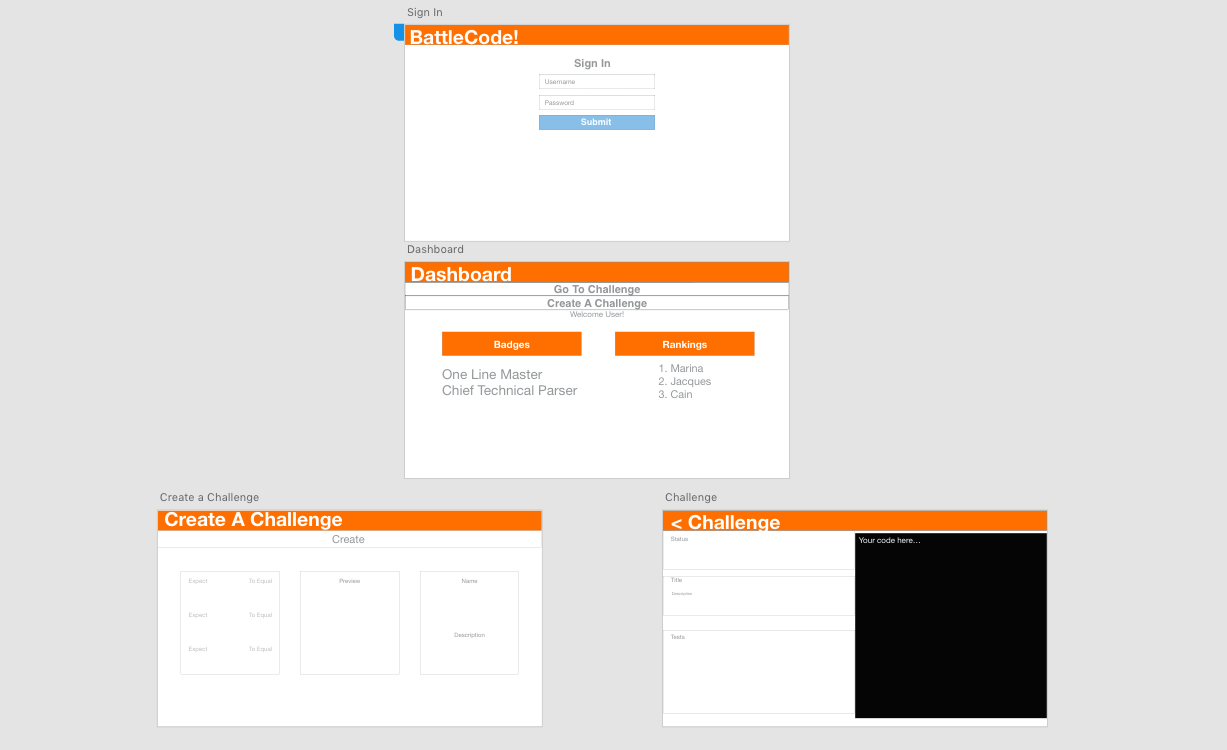 Sign In
BattleCode!
Sign In
Username
Password
Submit
Dashboard
Dashboard
Go To Challenge
Create A Challenge
Welcome User!
Badges
One Line Master
Chief Technical Parser
Rankings
1. Marina
2. Jacques
3. Cain
Create a Challenge
Create A Challenge
Create
Expect To Equal
Expect To Equal
Expect To Equal
Preview
Name
Description
Challenge
< Challenge
Status
Title
Description
Tests
Your code here...